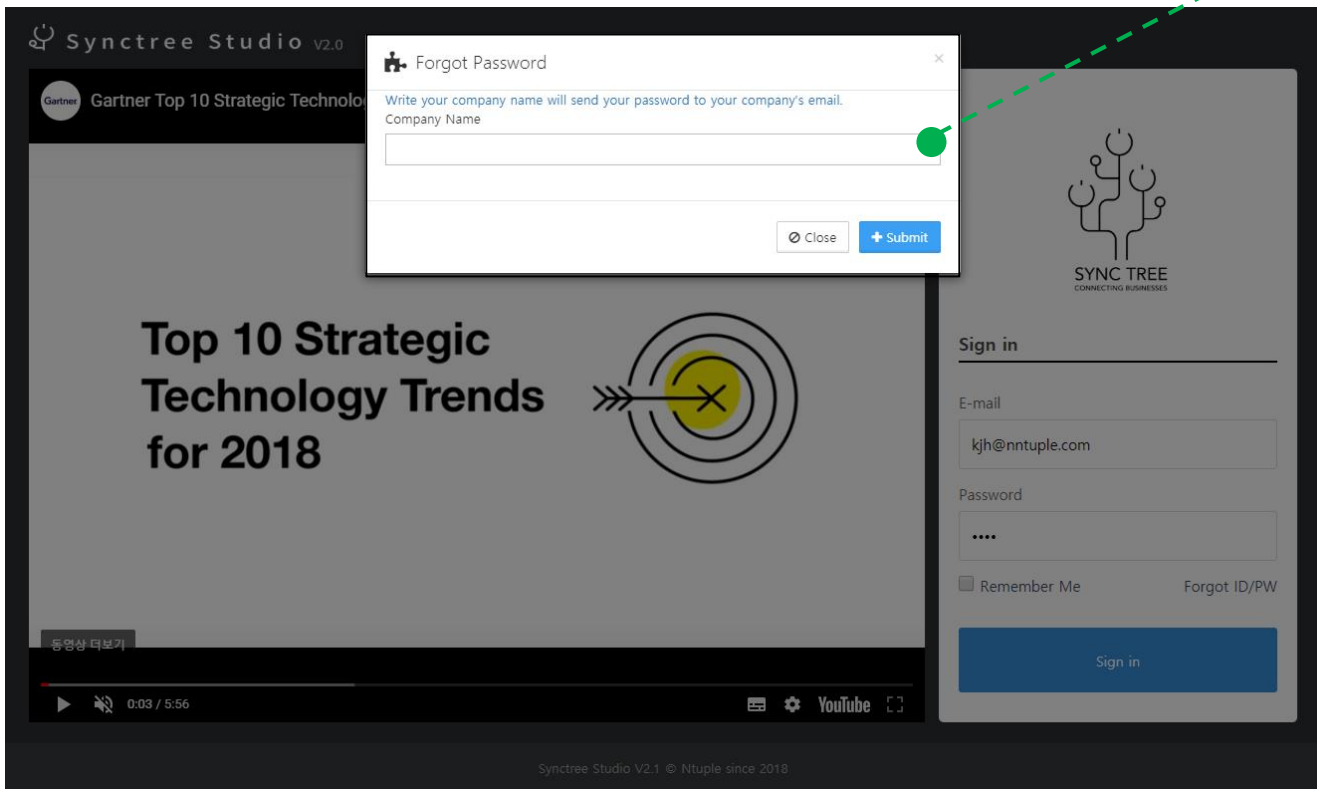 Synctree Studio V2.0
Forgot Password
×
Gartner
Gartner Top 10 Strategic Technolo
Write your company name will send your password to your company's email.
Company Name
Close
Submit
SYNC TREE
CONNECTING BUSINESSES
Top 10 Strategic
Technology Trends
for 2018
Sign in
E-mail
kjh@nntuple.com
Password
••••
Remember Me
Forgot ID/PW
Sign in
동영상 더보기
0:03 / 5:56
YouTube
Synctree Studio V2.1 © Ntuple since 2018